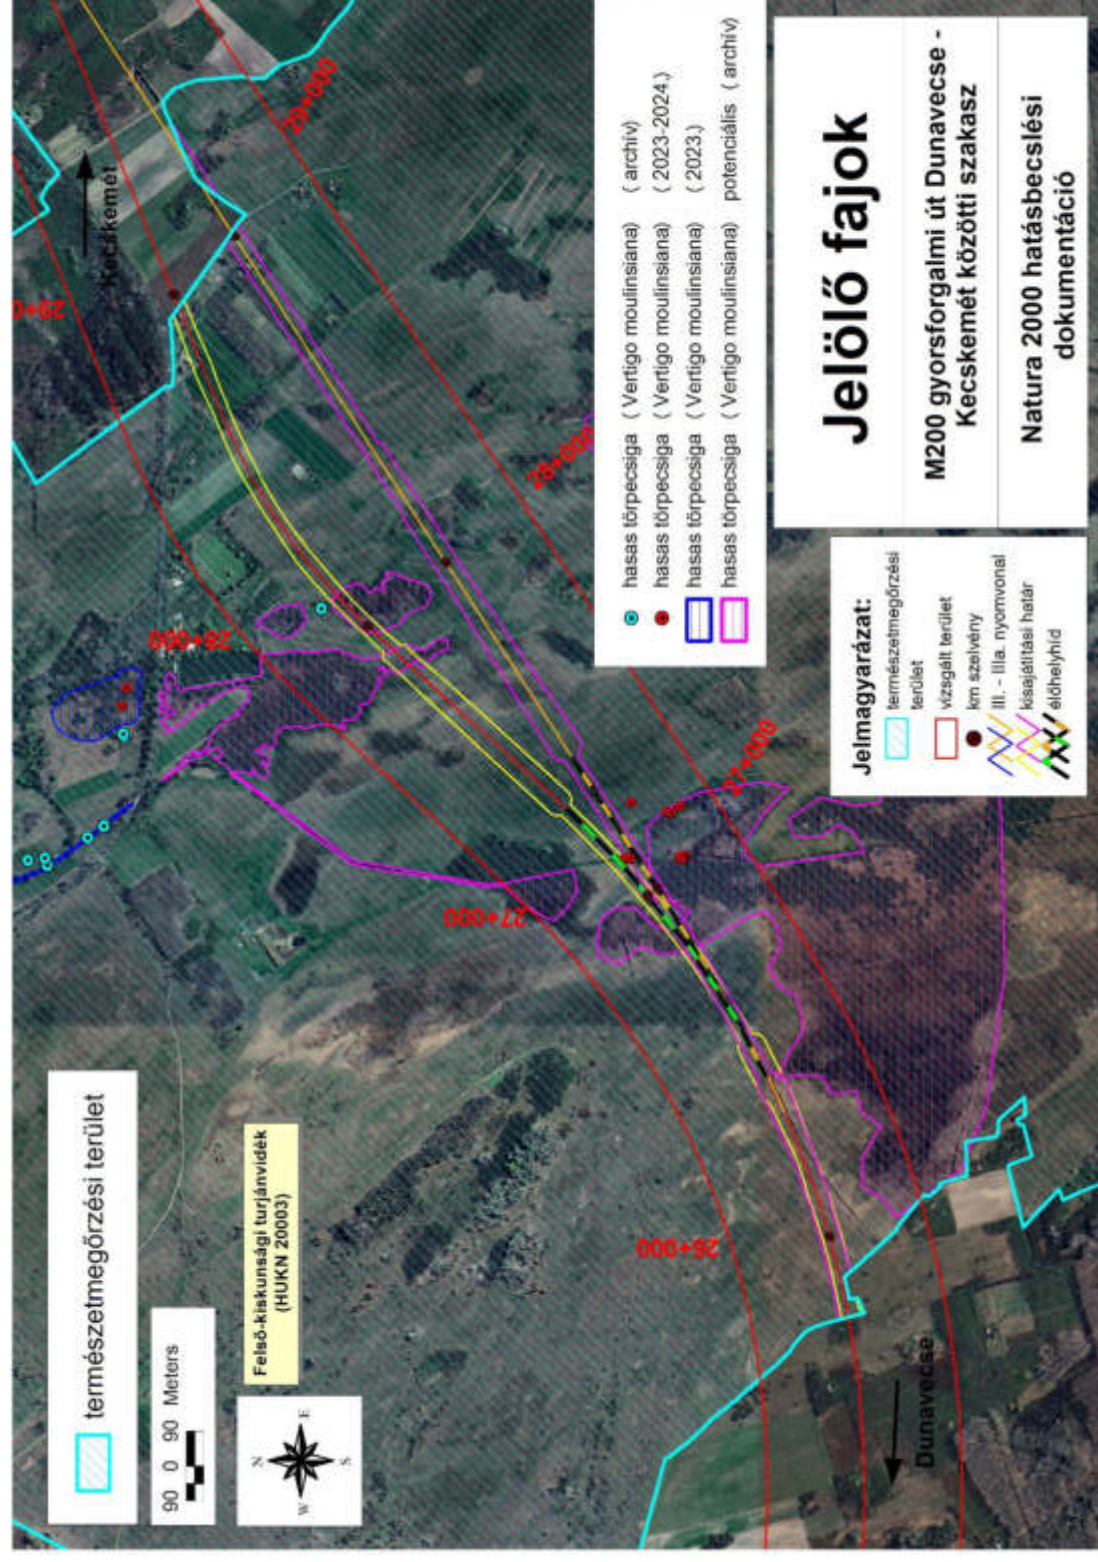 természetmegőrzési terület
90 0 90 Meters
N
W E
S
Felső-kiskunsági turjánvidék
(HUKN 20003)
Kecskemét
Dunavecse
29+000
28+000
27+000
29+000
28+000
27+000
26+000
hasas törpecsiga ( Vertigo moulinsiana) ( archív)
hasas törpecsiga ( Vertigo moulinsiana) ( 2023-2024.)
hasas törpecsiga ( Vertigo moulinsiana) ( 2023.)
hasas törpecsiga ( Vertigo moulinsiana) potenciális ( archív)
Jelmagyarázat:
természetmegőrzési
terület
vizsgált terület
km szelvény
III. - IIIa. nyomvonal
kisajátítási határ
élőhelyhíd
Jelölő fajok
M200 gyorsforgalmi út Dunavecse -
Kecskemét közötti szakasz
Natura 2000 hatásbecslési
dokumentáció